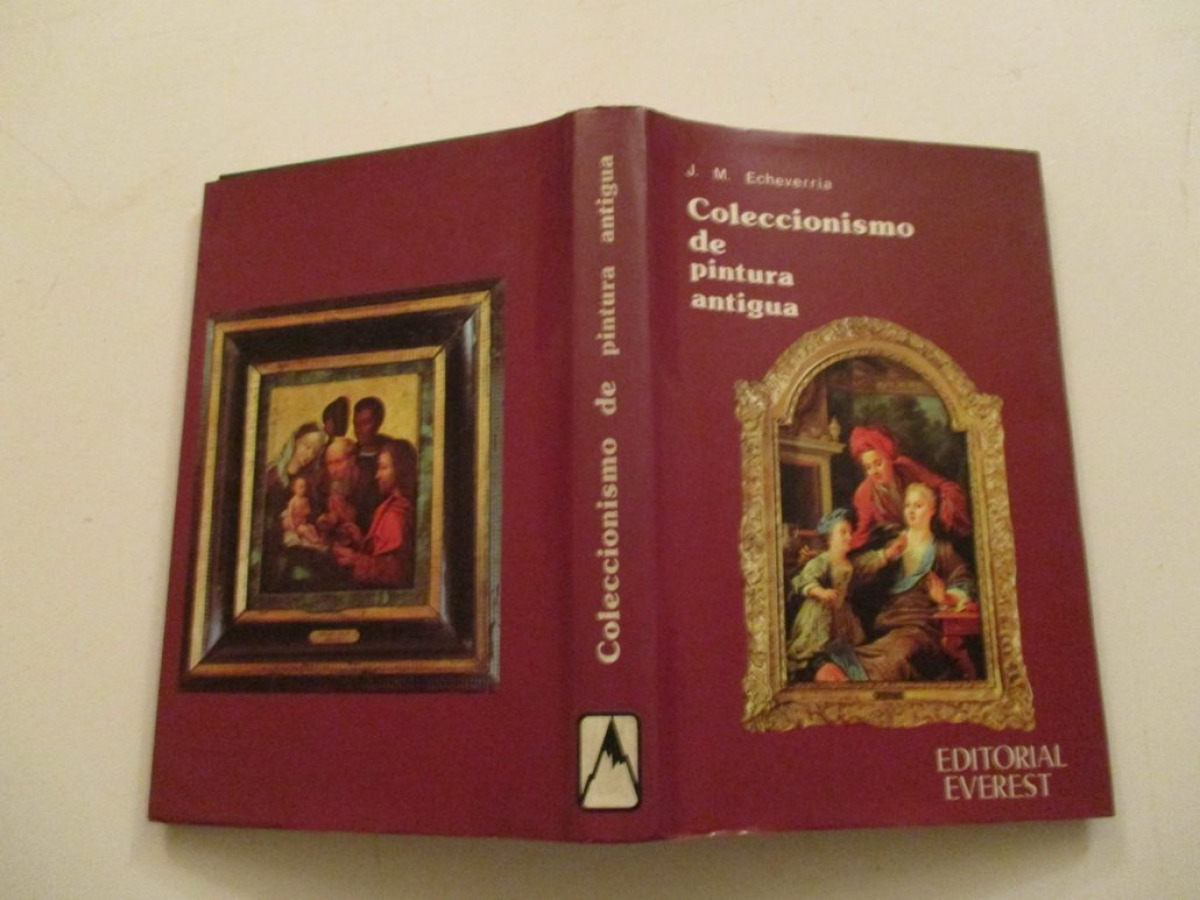 J. M. Echeverria
Coleccionismo
de
pintura
antigua
EDITORIAL
EVEREST
Coleccionismo de pintura antigua